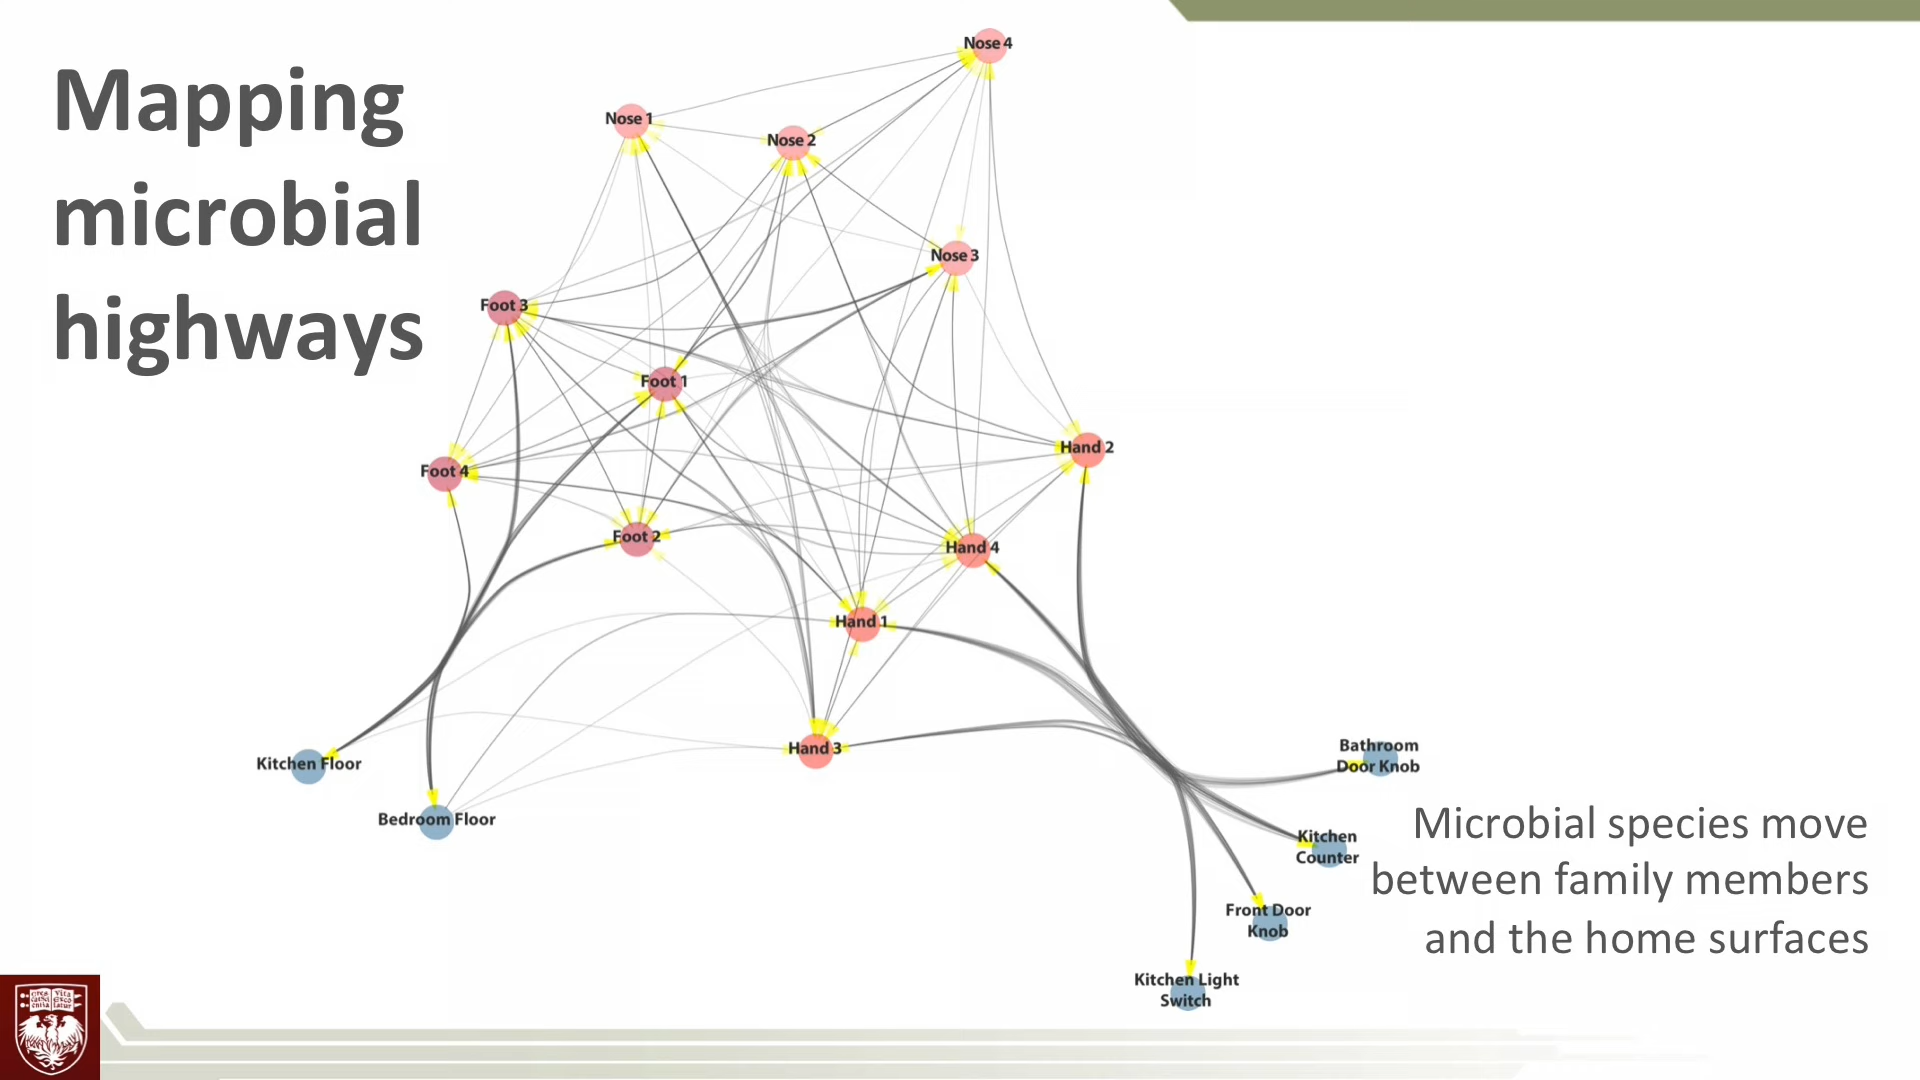 Mapping
microbial
highways
Nose 4
Nose 1
Nose 2
Nose 3
Foot 3
Foot 1
Foot 4
Hand 2
Foot 2
Hand 4
Hand 1
Hand 3
Kitchen Floor
Bedroom Floor
Bathroom
Door Knob
Kitchen
Counter
Front Door
Knob
Kitchen Light
Switch
Microbial species move
between family members
and the home surfaces